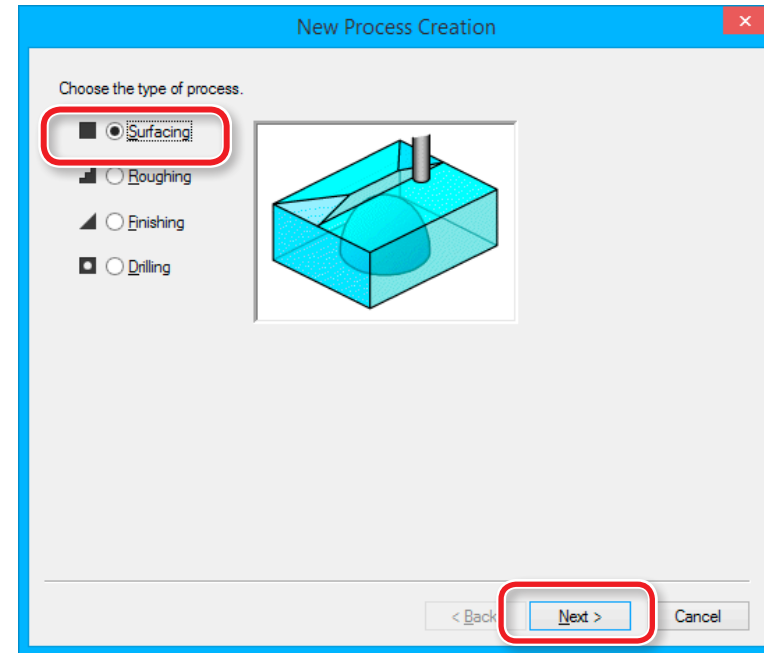 New Process Creation
Choose the type of process.
Surfacing
Roughing
Finishing
Drilling
< Back
Next >
Cancel